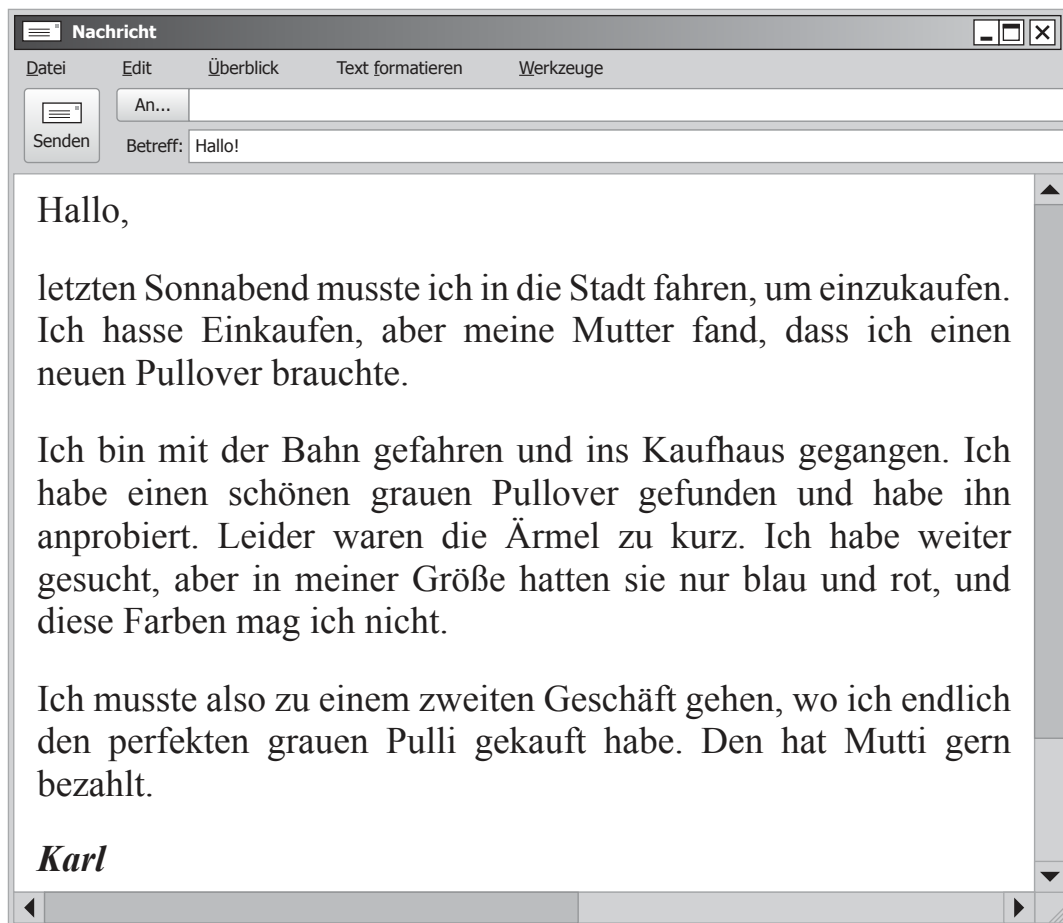 Nachricht
Datei Edit Überblick Text formatieren Werkzeuge
An...
Senden
Betreff: Hallo!
Hallo,
letzten Sonnabend musste ich in die Stadt fahren, um einzukaufen.
Ich hasse Einkaufen, aber meine Mutter fand, dass ich einen
neuen Pullover brauchte.
Ich bin mit der Bahn gefahren und ins Kaufhaus gegangen. Ich
habe einen schönen grauen Pullover gefunden und habe ihn
anprobiert. Leider waren die Ärmel zu kurz. Ich habe weiter
gesucht, aber in meiner Größe hatten sie nur blau und rot, und
diese Farben mag ich nicht.
Ich musste also zu einem zweiten Geschäft gehen, wo ich endlich
den perfekten grauen Pulli gekauft habe. Den hat Mutti gern
bezahlt.
Karl